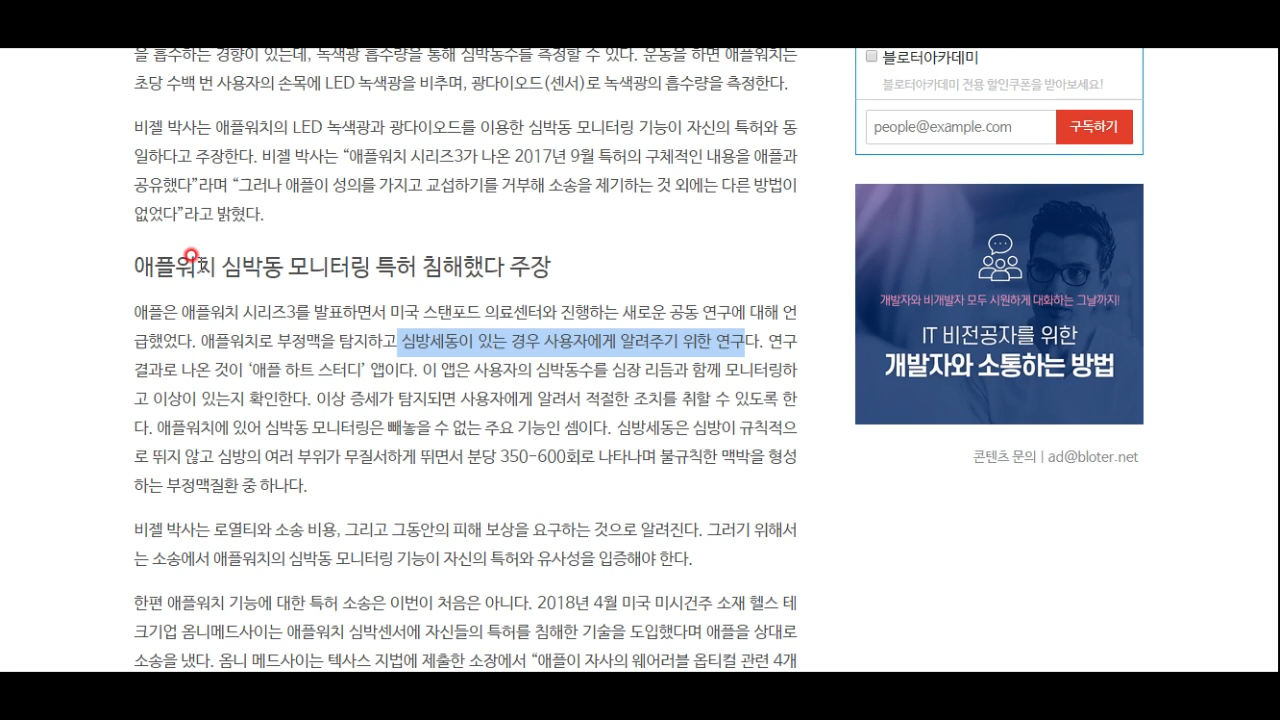 을 흡수하는 경향이 있는데, 녹색광 흡수량을 통해 심박동수를 측정할 수 있다. 운동을 하면 애플워치는
초당 수백 번 사용자의 손목에 LED 녹색광을 비추며, 광다이오드(센서)로 녹색광의 흡수량을 측정한다.
비젤 박사는 애플워치의 LED 녹색광과 광다이오드를 이용한 심박동 모니터링 기능이 자신의 특허와 동
일하다고 주장한다. 비젤 박사는 “애플워치 시리즈3가 나온 2017년 9월 특허의 구체적인 내용을 애플과
공유했다”라며 “그러나 애플이 성의를 가지고 교섭하기를 거부해 소송을 제기하는 것 외에는 다른 방법이
없었다”라고 밝혔다.
애플워치 심박동 모니터링 특허 침해했다 주장
애플은 애플워치 시리즈3를 발표하면서 미국 스탠포드 의료센터와 진행하는 새로운 공동 연구에 대해 언
급했었다. 애플워치로 부정맥을 탐지하고 심방세동이 있는 경우 사용자에게 알려주기 위한 연구다. 연구
결과로 나온 것이 ‘애플 하트 스터디’ 앱이다. 이 앱은 사용자의 심박동수를 심장 리듬과 함께 모니터링하
고 이상이 있는지 확인한다. 이상 증세가 탐지되면 사용자에게 알려서 적절한 조치를 취할 수 있도록 한
다. 애플워치에 있어 심박동 모니터링은 빼놓을 수 없는 주요 기능인 셈이다. 심방세동은 심방이 규칙적으
로 뛰지 않고 심방의 여러 부위가 무질서하게 뛰면서 분당 350-600회로 나타나며 불규칙한 맥박을 형성
하는 부정맥질환 중 하나다.
비젤 박사는 로열티와 소송 비용, 그리고 그동안의 피해 보상을 요구하는 것으로 알려진다. 그러기 위해서
는 소송에서 애플워치의 심박동 모니터링 기능이 자신의 특허와 유사성을 입증해야 한다.
한편 애플워치 기능에 대한 특허 소송은 이번이 처음은 아니다. 2018년 4월 미국 미시건주 소재 헬스 테
크기업 옴니메드사이는 애플워치 심박센서에 자신들의 특허를 침해한 기술을 도입했다며 애플을 상대로
소송을 냈다. 옴니 메드사이는 텍사스 지법에 제출한 소장에서 “애플이 자사의 웨어러블 옵티컬 관련 4개
블로터아카데미
블로터아카데미 전용 할인쿠폰을 받아보세요!
people@example.com
구독하기
개발자와 비개발자 모두 시원하게 대화하는 그날까지!
IT 비전공자를 위한
개발자와 소통하는 방법
콘텐츠 문의 | ad@bloter.net